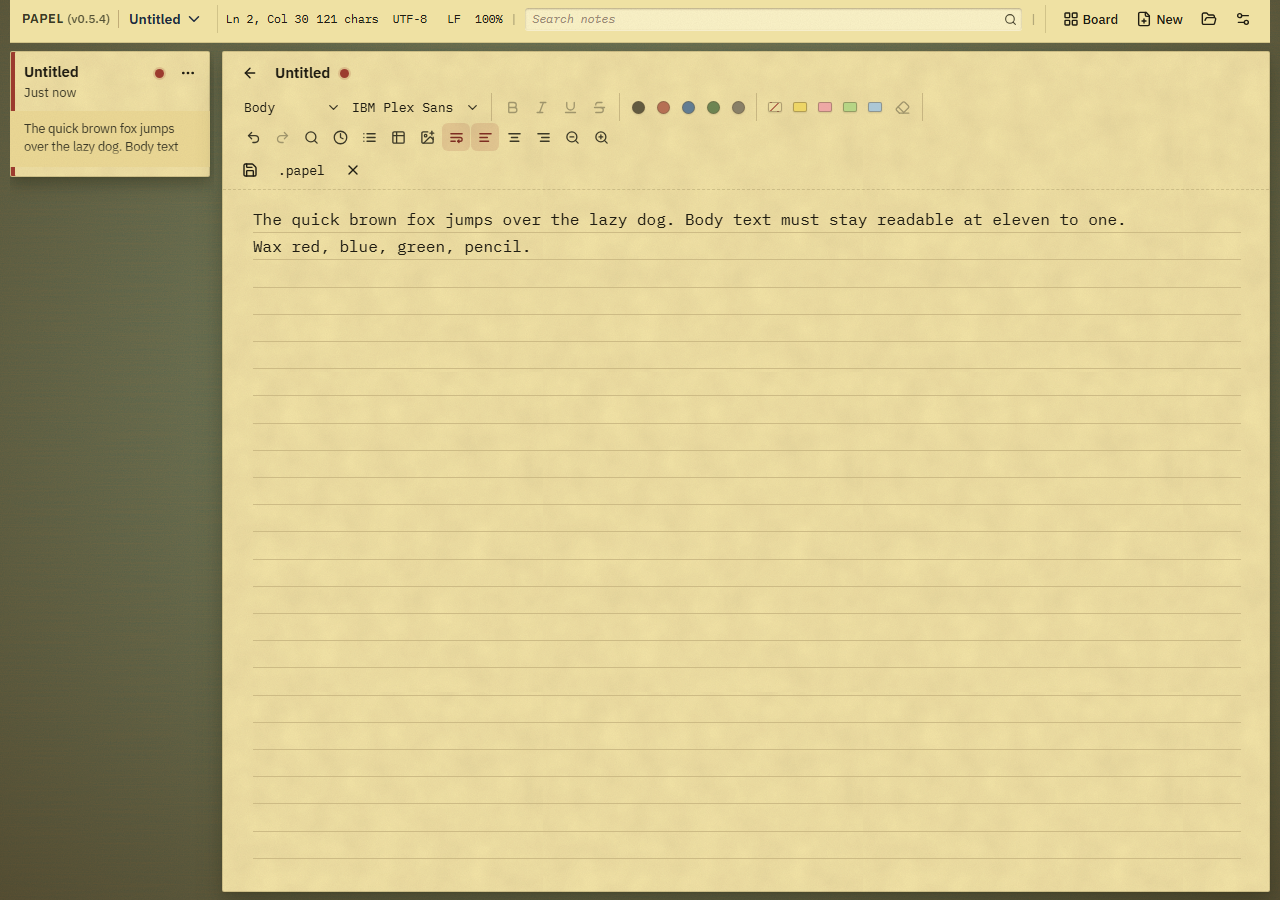 PAPEL (v0.5.4) Untitled Ln 2, Col 30 121 chars UTF-8 LF 100% | Search notes | Board New
Untitled
Just now
The quick brown fox jumps
over the lazy dog. Body text
Untitled
Body IBM Plex Sans B I U S
.papel
The quick brown fox jumps over the lazy dog. Body text must stay readable at eleven to one.
Wax red, blue, green, pencil.